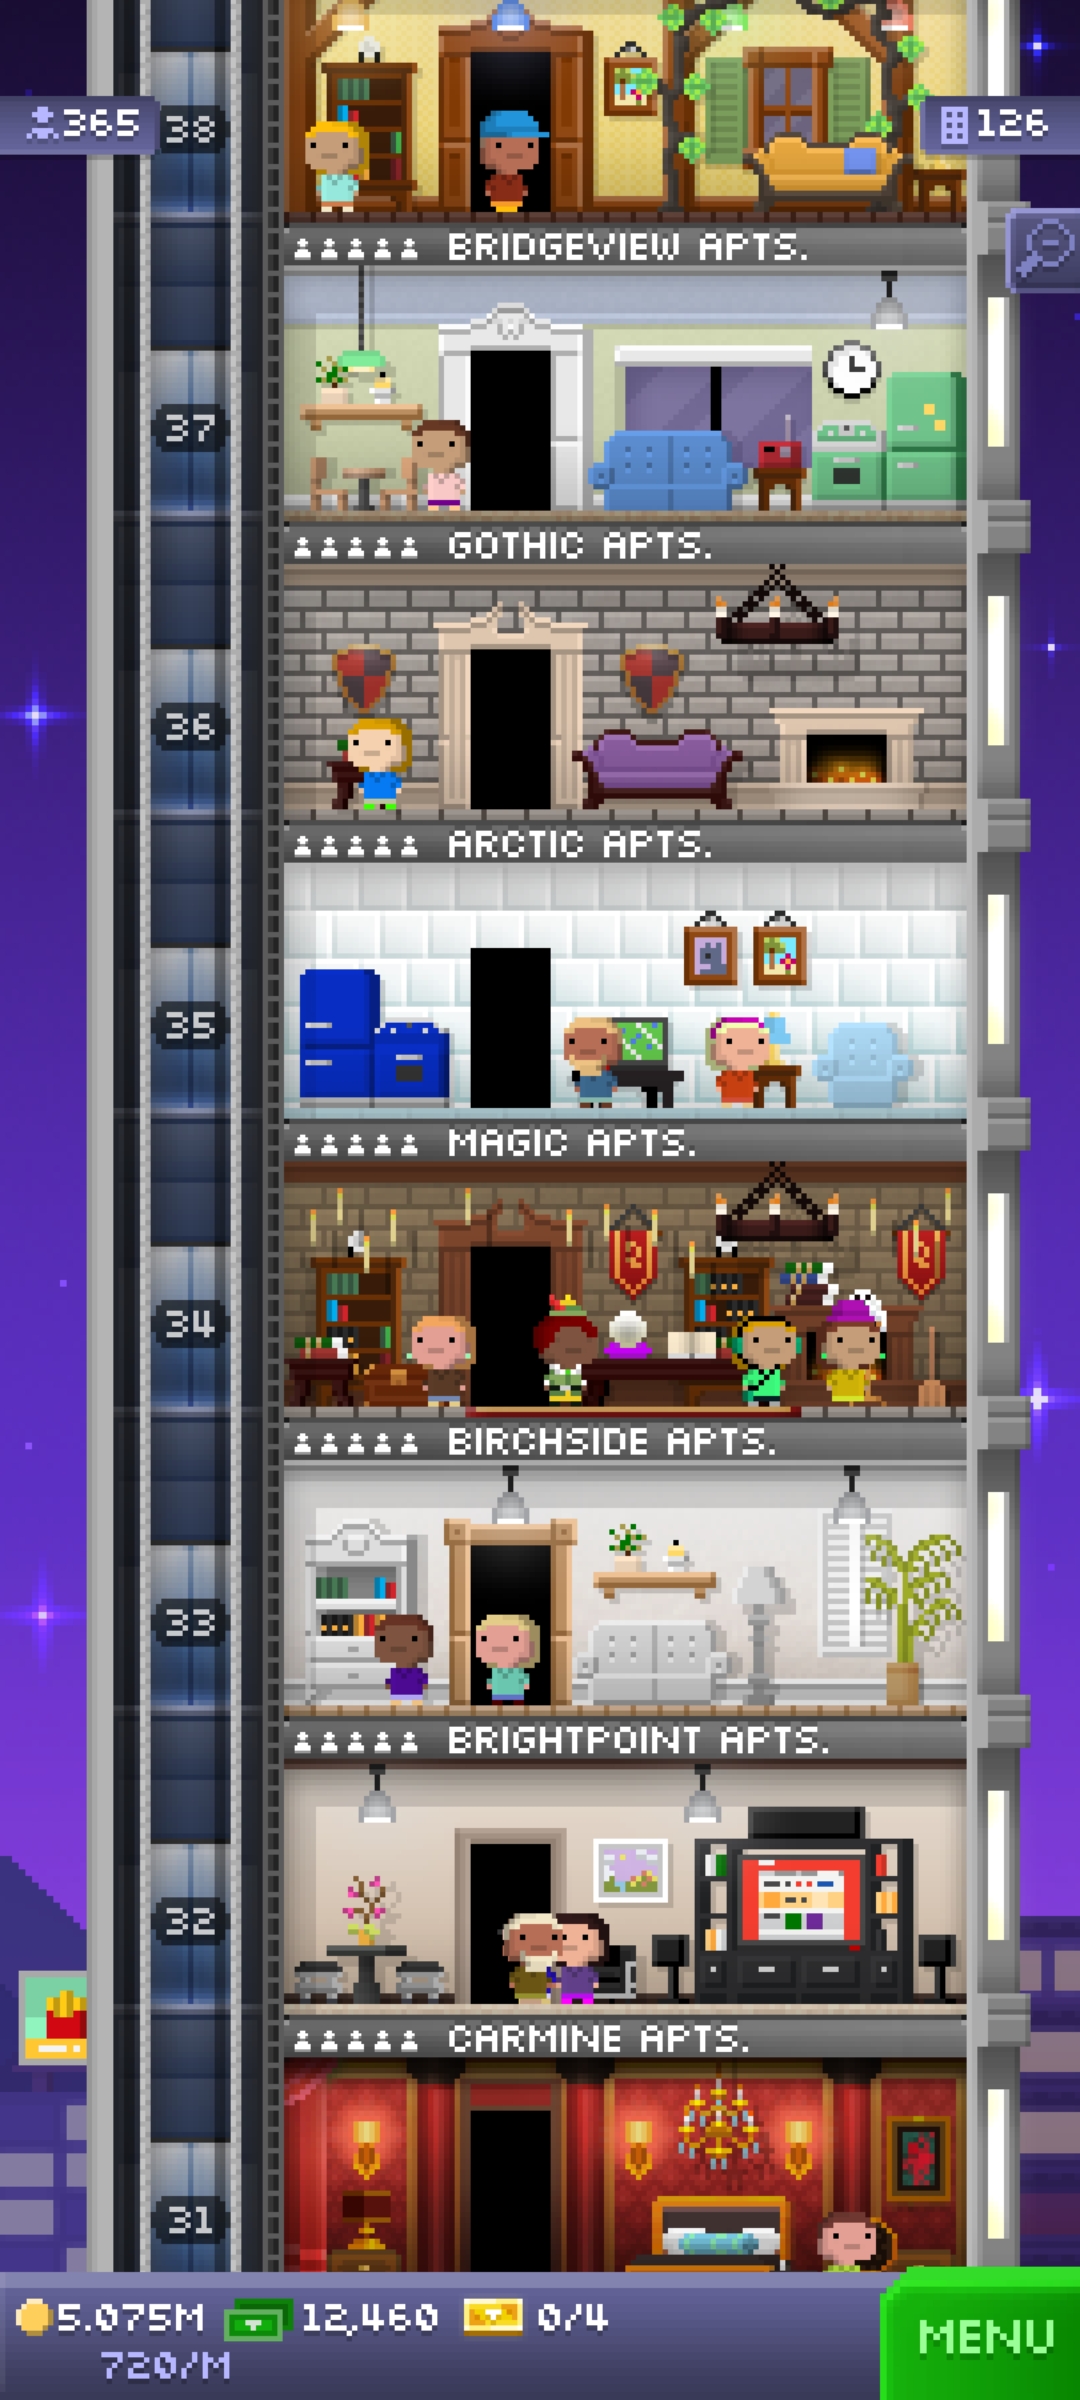 365
38
126
BRIDGEVIEW APTS.
37
GOTHIC APTS.
36
ARCTIC APTS.
35
MAGIC APTS.
34
BIRCHSIDE APTS.
33
BRIGHTPOINT APTS.
32
CARMINE APTS.
31
5.075M 12,460 0/4
720/M
MENU